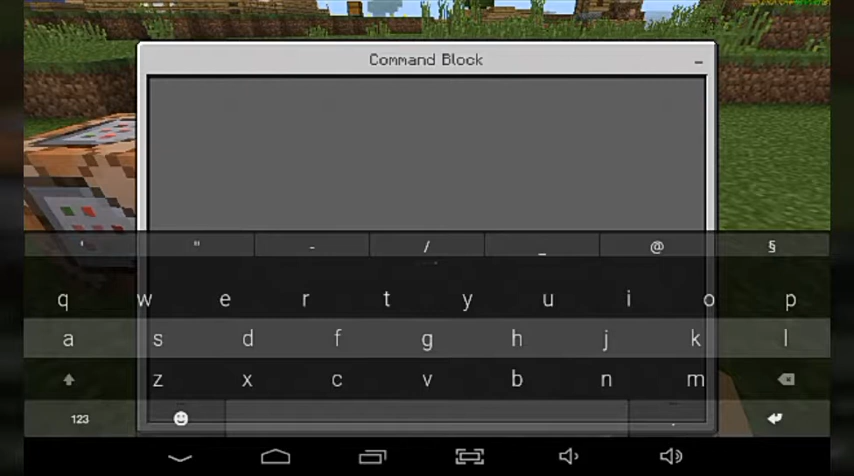 Command Block
' " - / _ @ §
q w e r t y u i o p
a s d f g h j k l
z x c v b n m
123 .